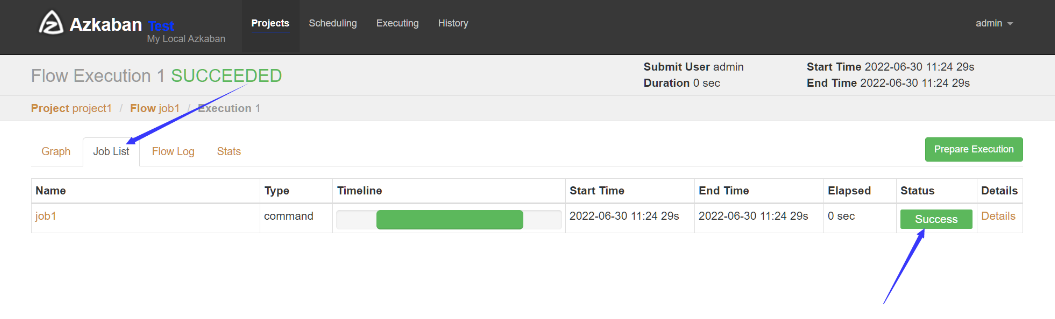 Azkaban Test
My Local Azkaban
Projects Scheduling Executing History admin
Flow Execution 1 SUCCEEDED
Submit User admin Start Time 2022-06-30 11:24 29s
Duration 0 sec End Time 2022-06-30 11:24 29s
Project project1 / Flow job1 / Execution 1
Graph Job List Flow Log Stats Prepare Execution
Name Type Timeline Start Time End Time Elapsed Status Details
job1 command 2022-06-30 11:24 29s 2022-06-30 11:24 29s 0 sec Success Details